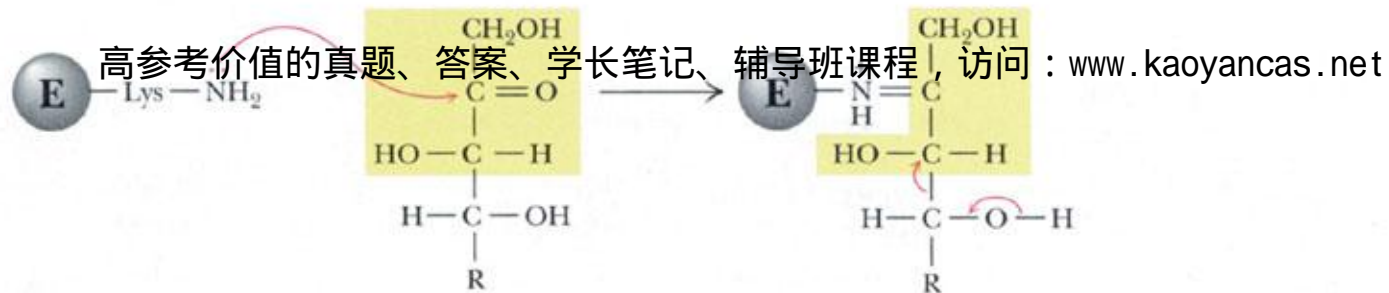 CH₂OH CH₂OH
高参考价值的真题、答案、学长笔记、辅导班课程，访问：www.kaoyancas.net
E—Lys—NH₂ C=O E—N=C
H
HO—C—H HO—C—H
H—C—OH H—C—O—H
R R